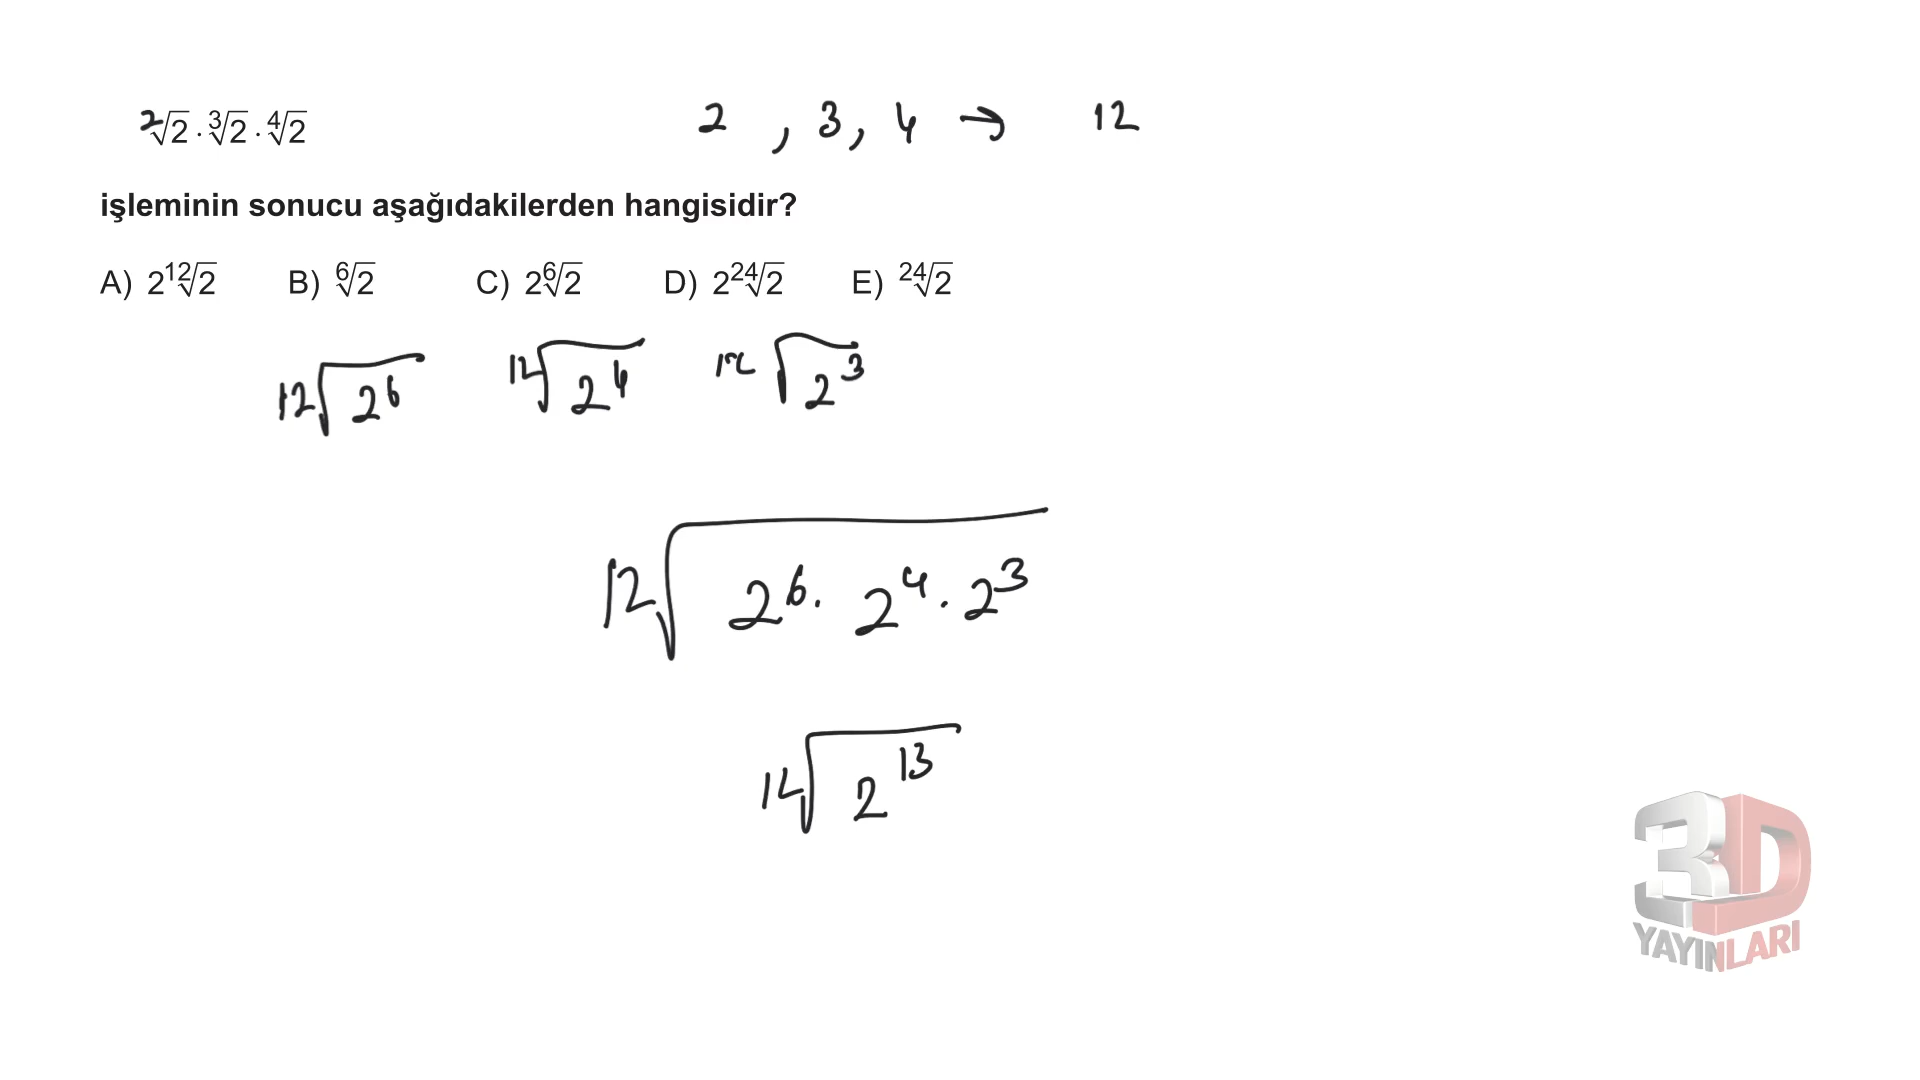 ²√2 · ³√2 · ⁴√2
2 , 3, 4 → 12
işleminin sonucu aşağıdakilerden hangisidir?
A) 2¹²√2 B) ⁶√2 C) 2⁶√2 D) 2²⁴√2 E) ²⁴√2
12√2⁶ 12√2⁴ 12√2³
12√2⁶· 2⁴· 2³
12√2¹³
3D
YAYINLARI